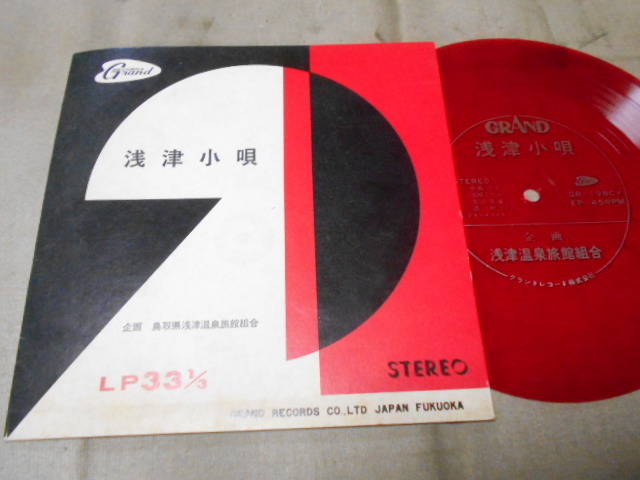 Grand
浅津小唄
企画 鳥取県浅津温泉旅館組合
LP33 1/3
STEREO
GRAND RECORDS CO.,LTD JAPAN FUKUOKA
GRAND
浅津小唄
STEREO
EP 45RPM
企画
浅津温泉旅館組合
グランドレコード株式会社